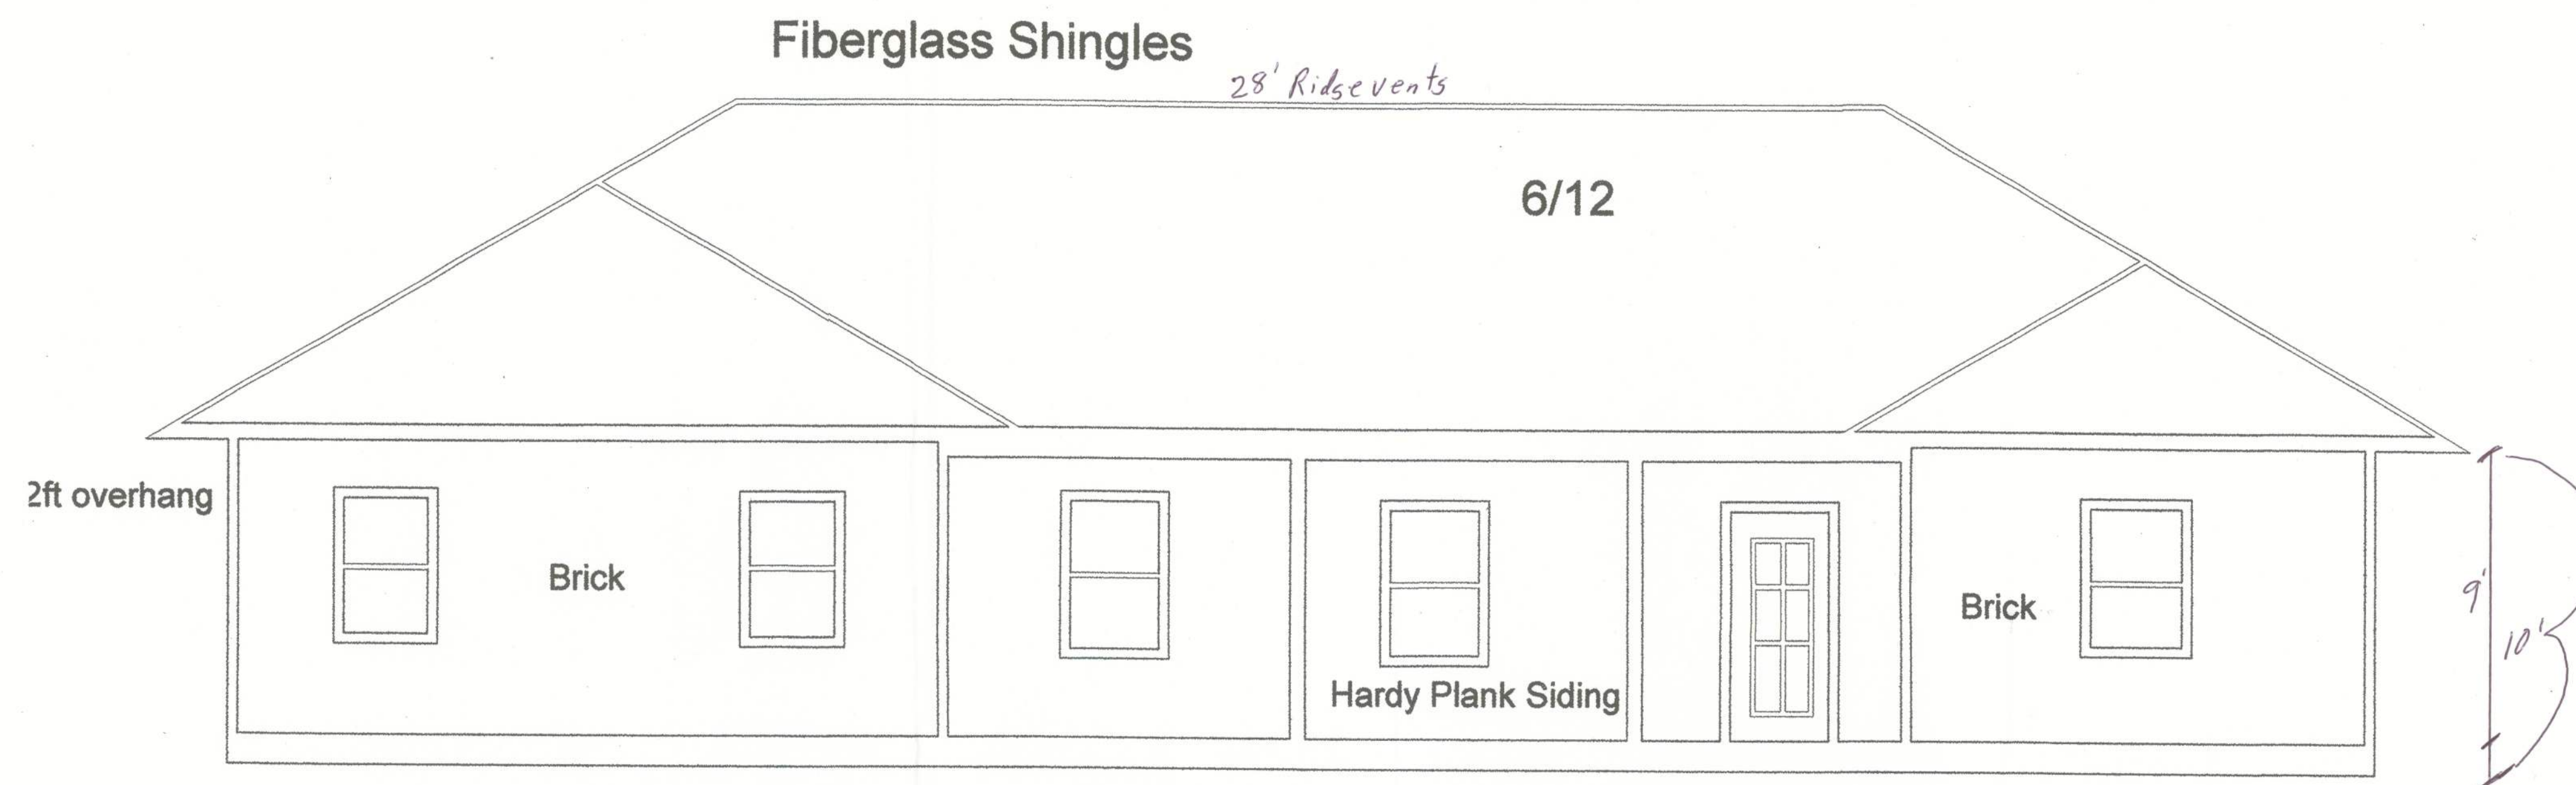 Fiberglass Shingles
28' Ridgevents
6/12
2ft overhang
Brick
Brick
9'
10'
Hardy Plank Siding